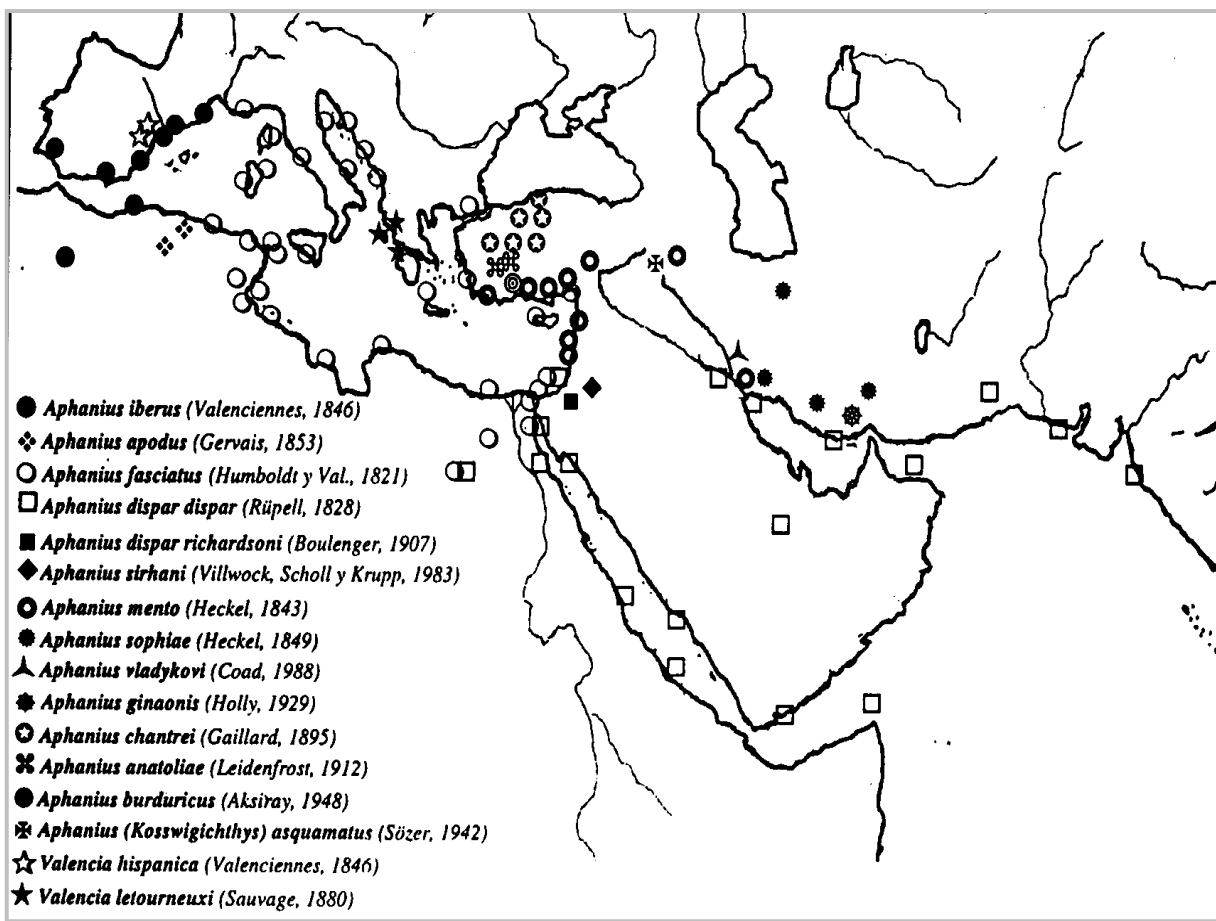 Aphanius iberus (Valenciennes, 1846)
Aphanius apodus (Gervais, 1853)
Aphanius fasciatus (Humboldt y Val., 1821)
Aphanius dispar dispar (Rüpell, 1828)
Aphanius dispar richardsoni (Boulenger, 1907)
Aphanius sirhani (Villwock, Scholl y Krupp, 1983)
Aphanius mento (Heckel, 1843)
Aphanius sophiae (Heckel, 1849)
Aphanius vladykovi (Coad, 1988)
Aphanius ginaonis (Holly, 1929)
Aphanius chantrei (Gaillard, 1895)
Aphanius anatoliae (Leidenfrost, 1912)
Aphanius burduricus (Aksiray, 1948)
Aphanius (Kosswigichthys) asquamatus (Sözer, 1942)
Valencia hispanica (Valenciennes, 1846)
Valencia letourneuxi (Sauvage, 1880)